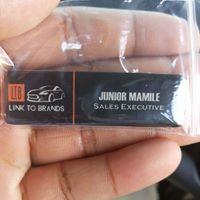 LTB
LINK TO BRANDS
JUNIOR MAMILE
SALES EXECUTIVE